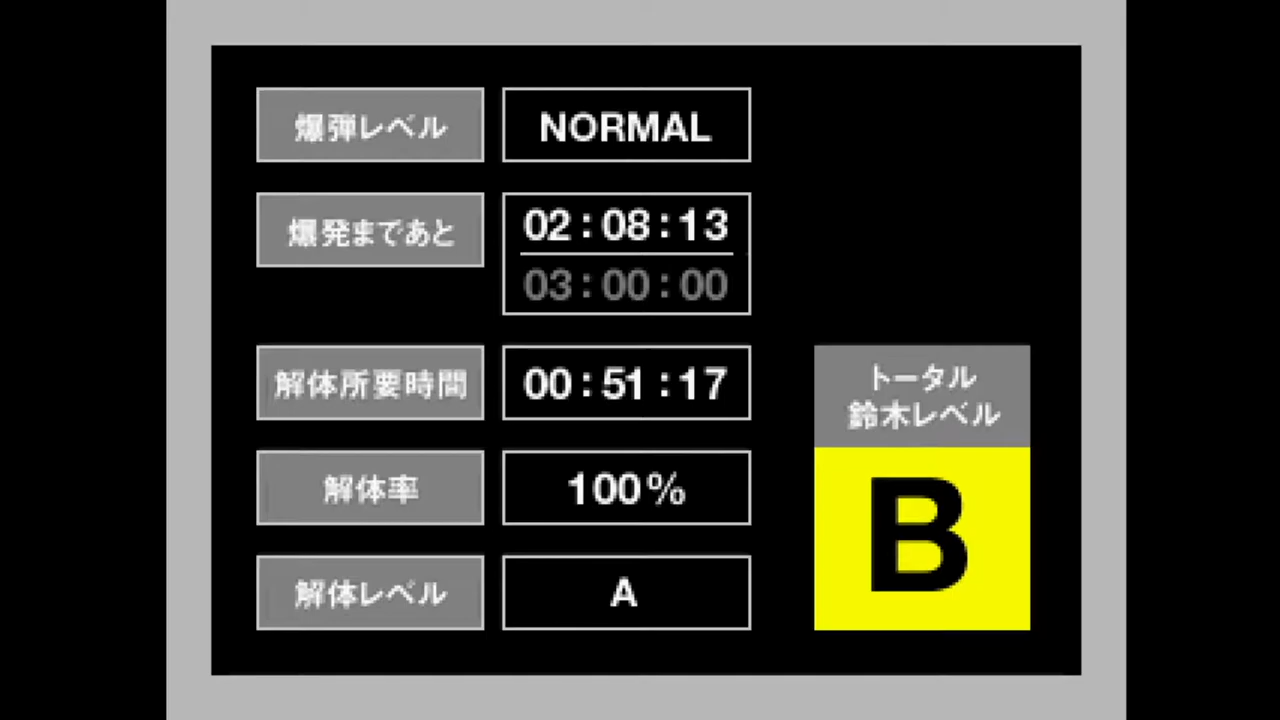 爆弾レベル
NORMAL
爆発まであと
02:08:13
03:00:00
解体所要時間
00:51:17
解体率
100%
解体レベル
A
トータル
鈴木レベル
B